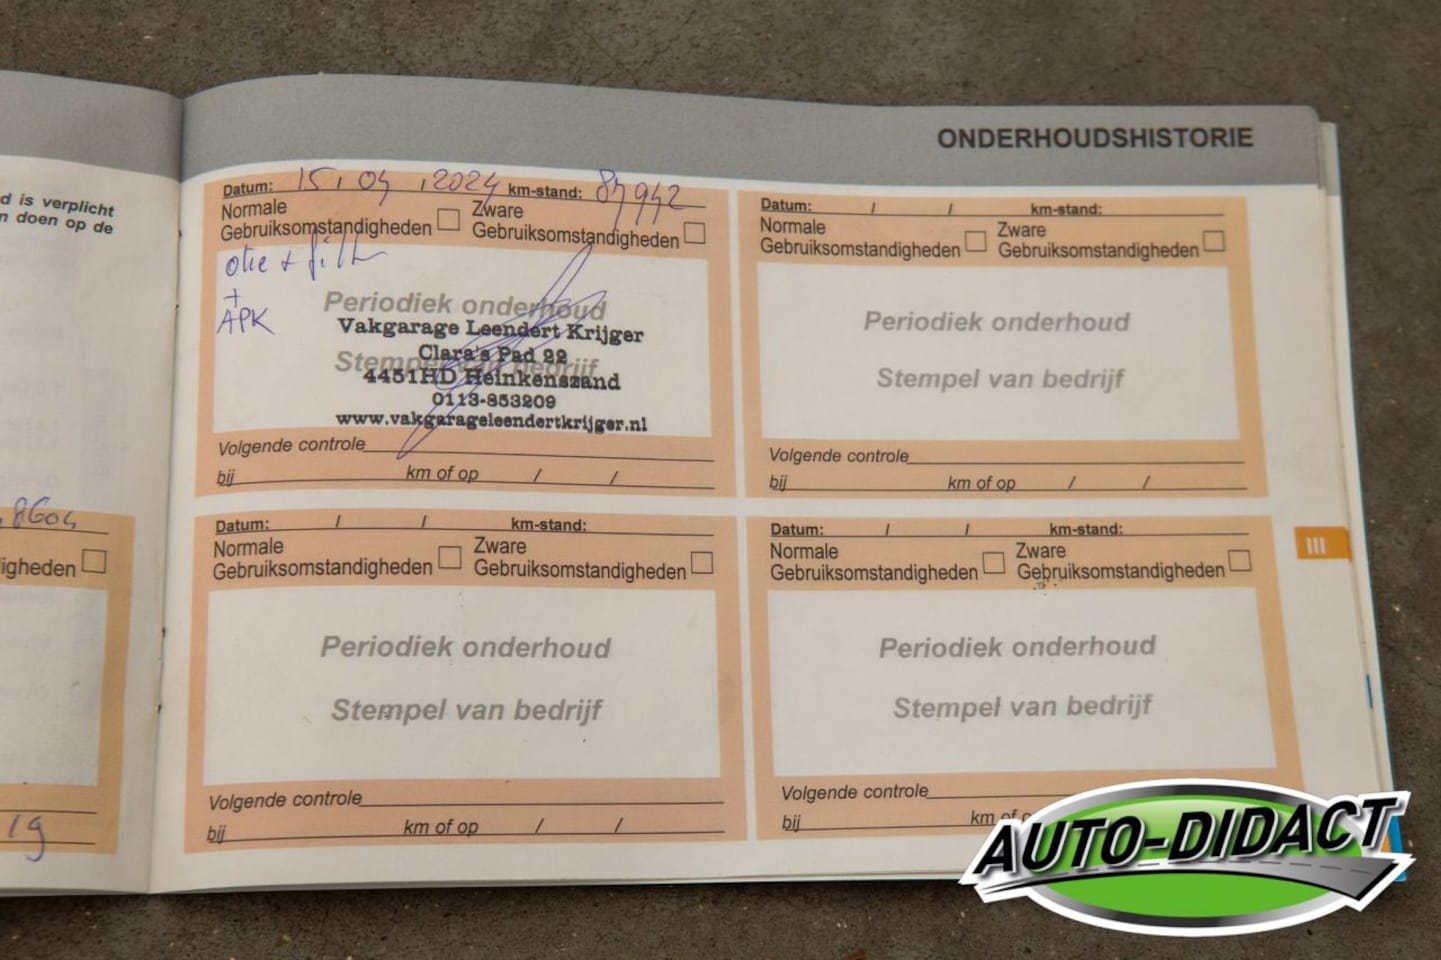 d is verplicht
n doen op de
8604
igheden
19
ONDERHOUDSHISTORIE
Datum: 15, 04, 2024 km-stand: 87942
Normale Gebruiksomstandigheden
Zware Gebruiksomstandigheden
olie + filter
+
APK
Periodiek onderhoud
Stempel van bedrijf
Vakgarage Leendert Krijger
Clara's Pad 22
4451HD Heinkenszand
0113-853209
www.vakgarageleendertkrijger.nl
Volgende controle
bij km of op / /
Datum: / / km-stand:
Normale Gebruiksomstandigheden
Zware Gebruiksomstandigheden
Periodiek onderhoud
Stempel van bedrijf
Volgende controle
bij km of op / /
Datum: / / km-stand:
Normale Gebruiksomstandigheden
Zware Gebruiksomstandigheden
Periodiek onderhoud
Stempel van bedrijf
Volgende controle
bij km of op / /
Datum: / / km-stand:
Normale Gebruiksomstandigheden
Zware Gebruiksomstandigheden
Periodiek onderhoud
Stempel van bedrijf
Volgende controle
bij km of
III
AUTO-DIDACT